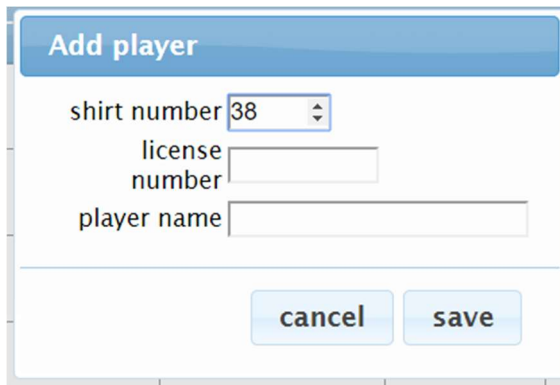 Add player
shirt number 38
license
number
player name
cancel save